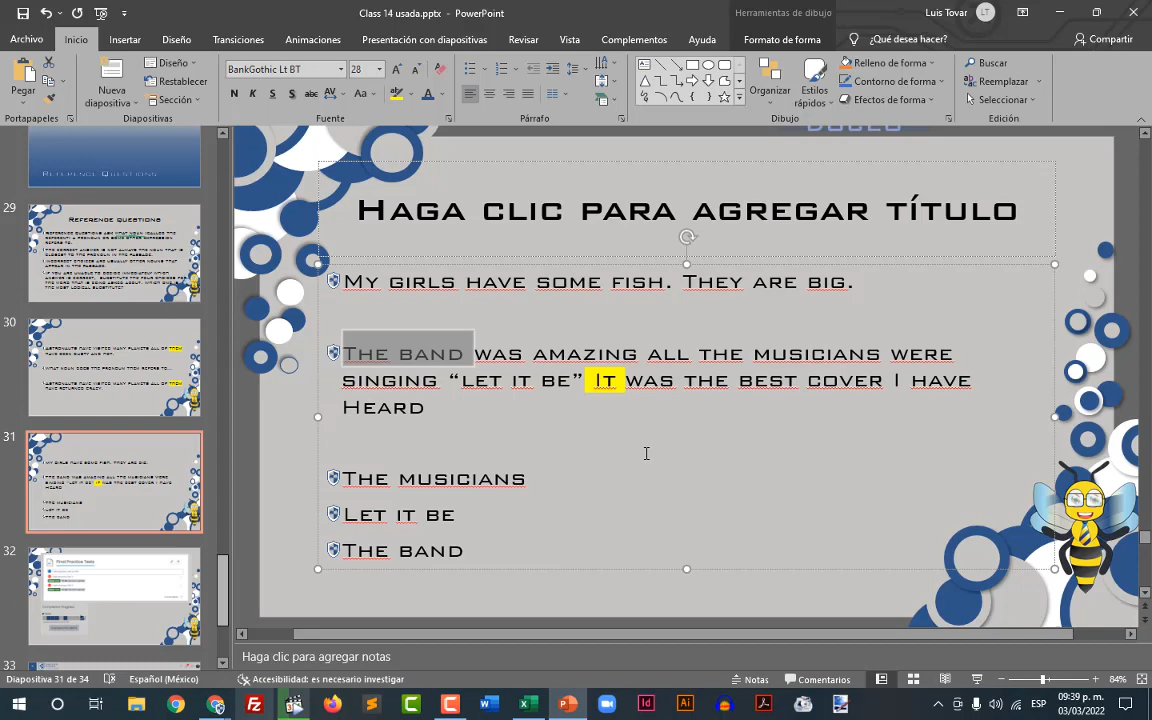 Class 14 usada.pptx - PowerPoint
Herramientas de dibujo
Luis Tovar
LT
Archivo Inicio Insertar Diseño Transiciones Animaciones Presentación con diapositivas Revisar Vista Complementos Ayuda Formato de forma ¿Qué desea hacer? Compartir
Pegar
Nueva diapositiva
Diseño
Restablecer
Sección
BankGothic Lt BT 28
N K S S abc AV Aa A
Organizar
Estilos rápidos
Relleno de forma
Contorno de forma
Efectos de forma
Buscar
Reemplazar
Seleccionar
Portapapeles Diapositivas Fuente Párrafo Dibujo Edición
Reference Questions
29
Reference questions
30
31
32
First Practice Tests
33
Haga clic para agregar título
My girls have some fish. They are big.
The band was amazing all the musicians were
singing “let it be” It was the best cover I have
Heard
The musicians
Let it be
The band
Haga clic para agregar notas
Diapositiva 31 de 34 Español (México) Accesibilidad: es necesario investigar Notas Comentarios 84%
ESP
09:39 p. m.
03/03/2022